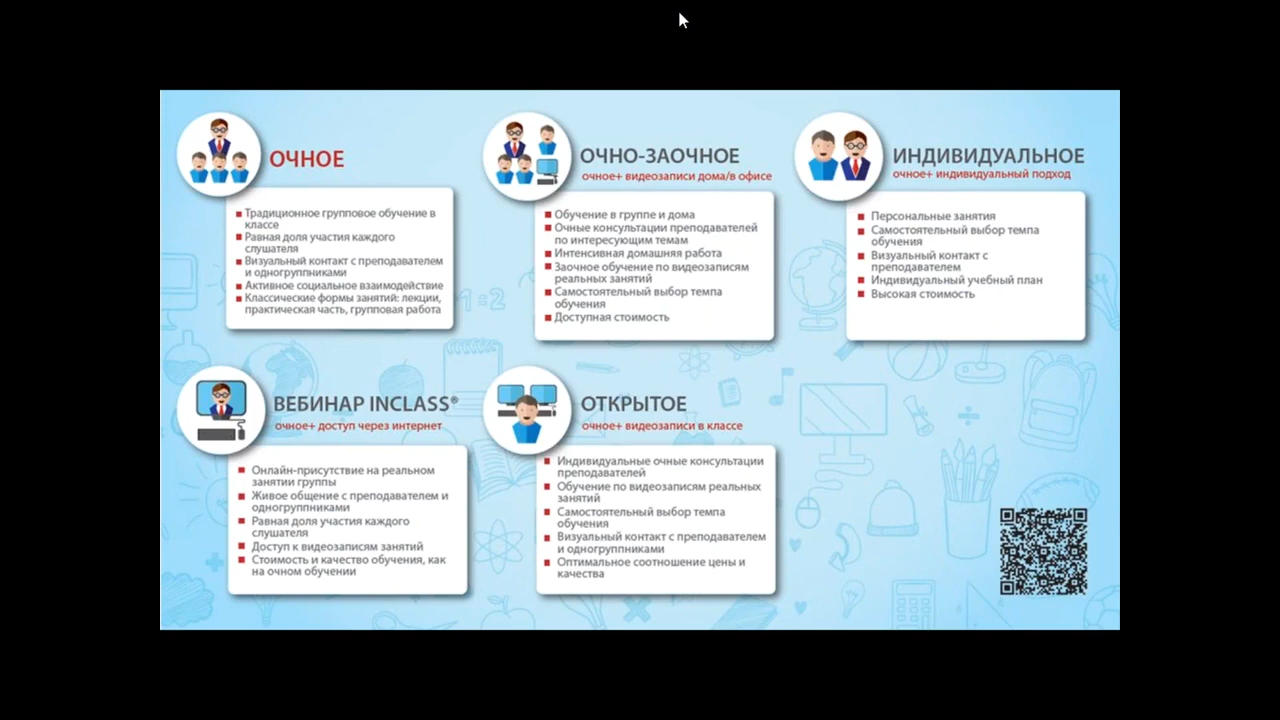 ОЧНОЕ
Традиционное групповое обучение в
классе
Равная доля участия каждого
слушателя
Визуальный контакт с преподавателем
и одногруппниками
Активное социальное взаимодействие
Классические формы занятий: лекции,
практическая часть, групповая работа
ОЧНО-ЗАОЧНОЕ
очное+ видеозаписи дома/в офисе
Обучение в группе и дома
Очные консультации преподавателей
по интересующим темам
Интенсивная домашняя работа
Заочное обучение по видеозаписям
реальных занятий
Самостоятельный выбор темпа
обучения
Доступная стоимость
ИНДИВИДУАЛЬНОЕ
очное+ индивидуальный подход
Персональные занятия
Самостоятельный выбор темпа
обучения
Визуальный контакт с
преподавателем
Индивидуальный учебный план
Высокая стоимость
ВЕБИНАР INCLASS®
очное+ доступ через интернет
Онлайн-присутствие на реальном
занятии группы
Живое общение с преподавателем и
одногруппниками
Равная доля участия каждого
слушателя
Доступ к видеозаписям занятий
Стоимость и качество обучения, как
на очном обучении
ОТКРЫТОЕ
очное+ видеозаписи в классе
Индивидуальные очные консультации
преподавателей
Обучение по видеозаписям реальных
занятий
Самостоятельный выбор темпа
обучения
Визуальный контакт с преподавателем
и одногруппниками
Оптимальное соотношение цены и
качества